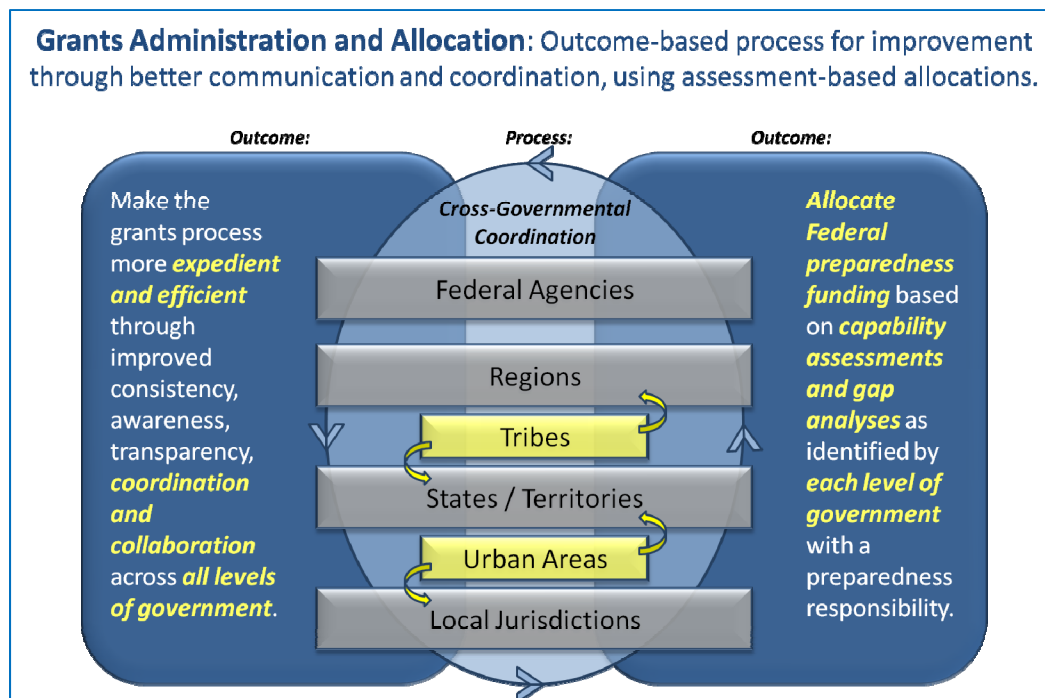 Grants Administration and Allocation: Outcome-based process for improvement
through better communication and coordination, using assessment-based allocations.
Outcome:
Process:
Outcome:
Make the
grants process
more expedient
and efficient
through
improved
consistency,
awareness,
transparency,
coordination
and
collaboration
across all levels
of government.
Cross-Governmental
Coordination
Federal Agencies
Regions
Tribes
States / Territories
Urban Areas
Local Jurisdictions
Allocate
Federal
preparedness
funding based
on capability
assessments
and gap
analyses as
identified by
each level of
government
with a
preparedness
responsibility.